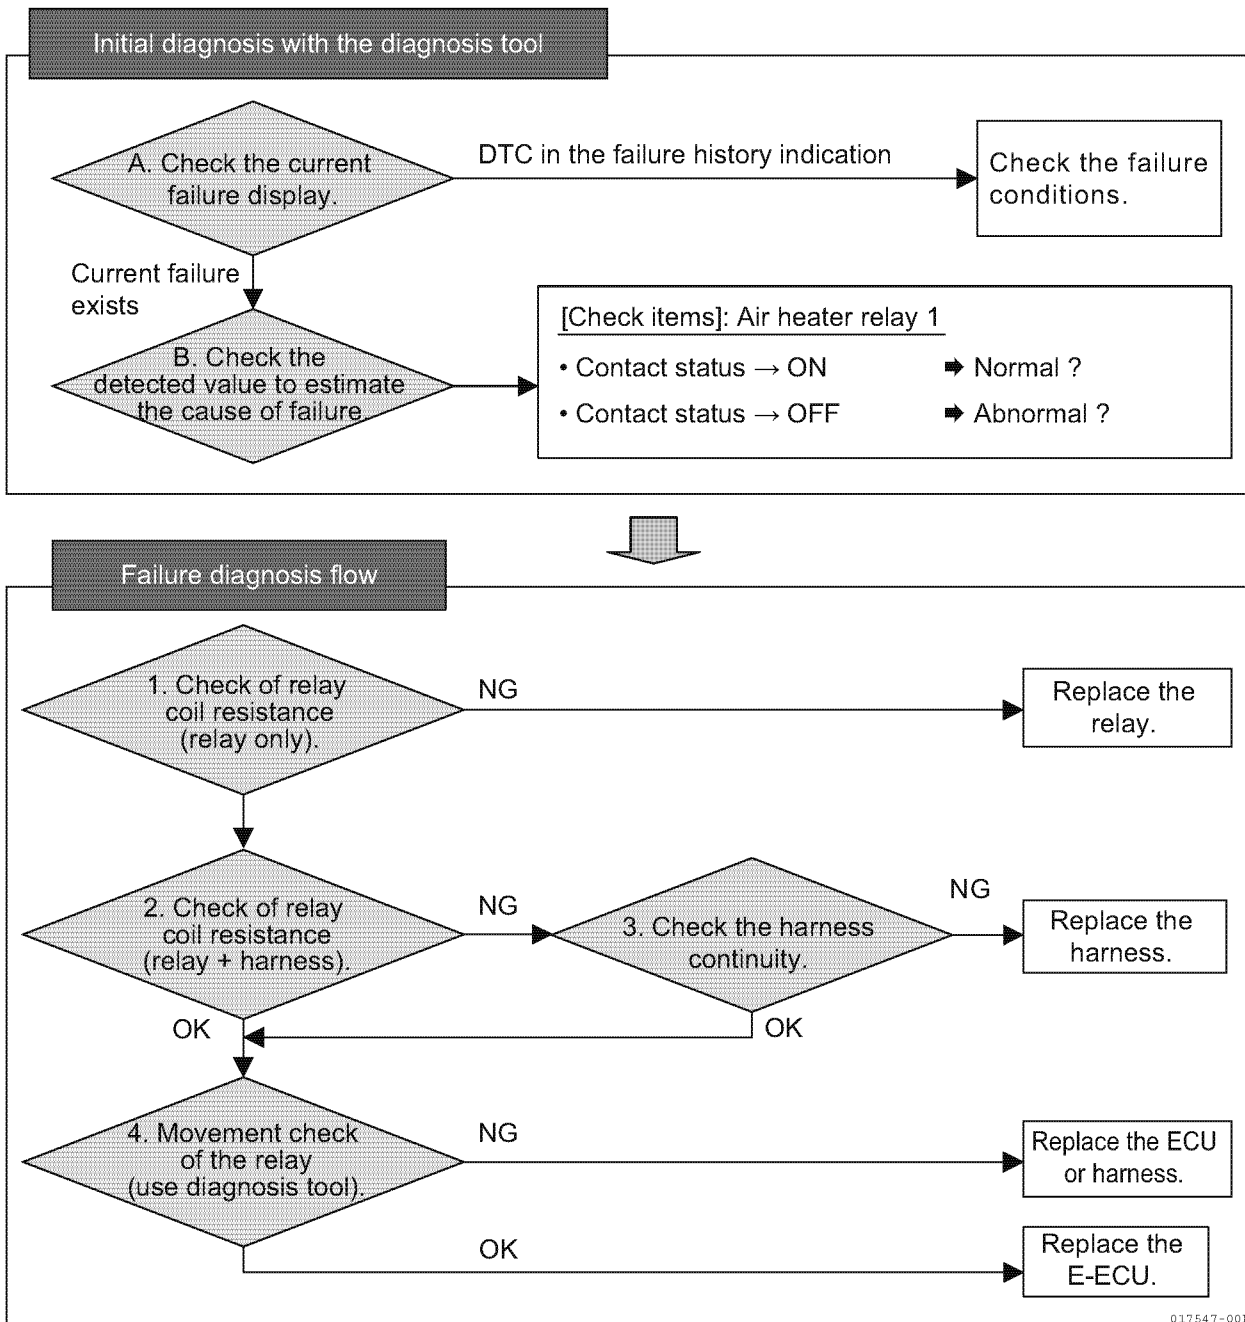 Initial diagnosis with the diagnosis tool
A. Check the current
failure display.
DTC in the failure history indication
Check the failure
conditions.
Current failure
exists
B. Check the
detected value to estimate
the cause of failure.
[Check items]: Air heater relay 1
• Contact status → ON ➡ Normal ?
• Contact status → OFF ➡ Abnormal ?
Failure diagnosis flow
1. Check of relay
coil resistance
(relay only).
NG
Replace the
relay.
2. Check of relay
coil resistance
(relay + harness).
NG
3. Check the harness
continuity.
NG
Replace the
harness.
OK
OK
4. Movement check
of the relay
(use diagnosis tool).
NG
Replace the ECU
or harness.
OK
Replace the
E-ECU.